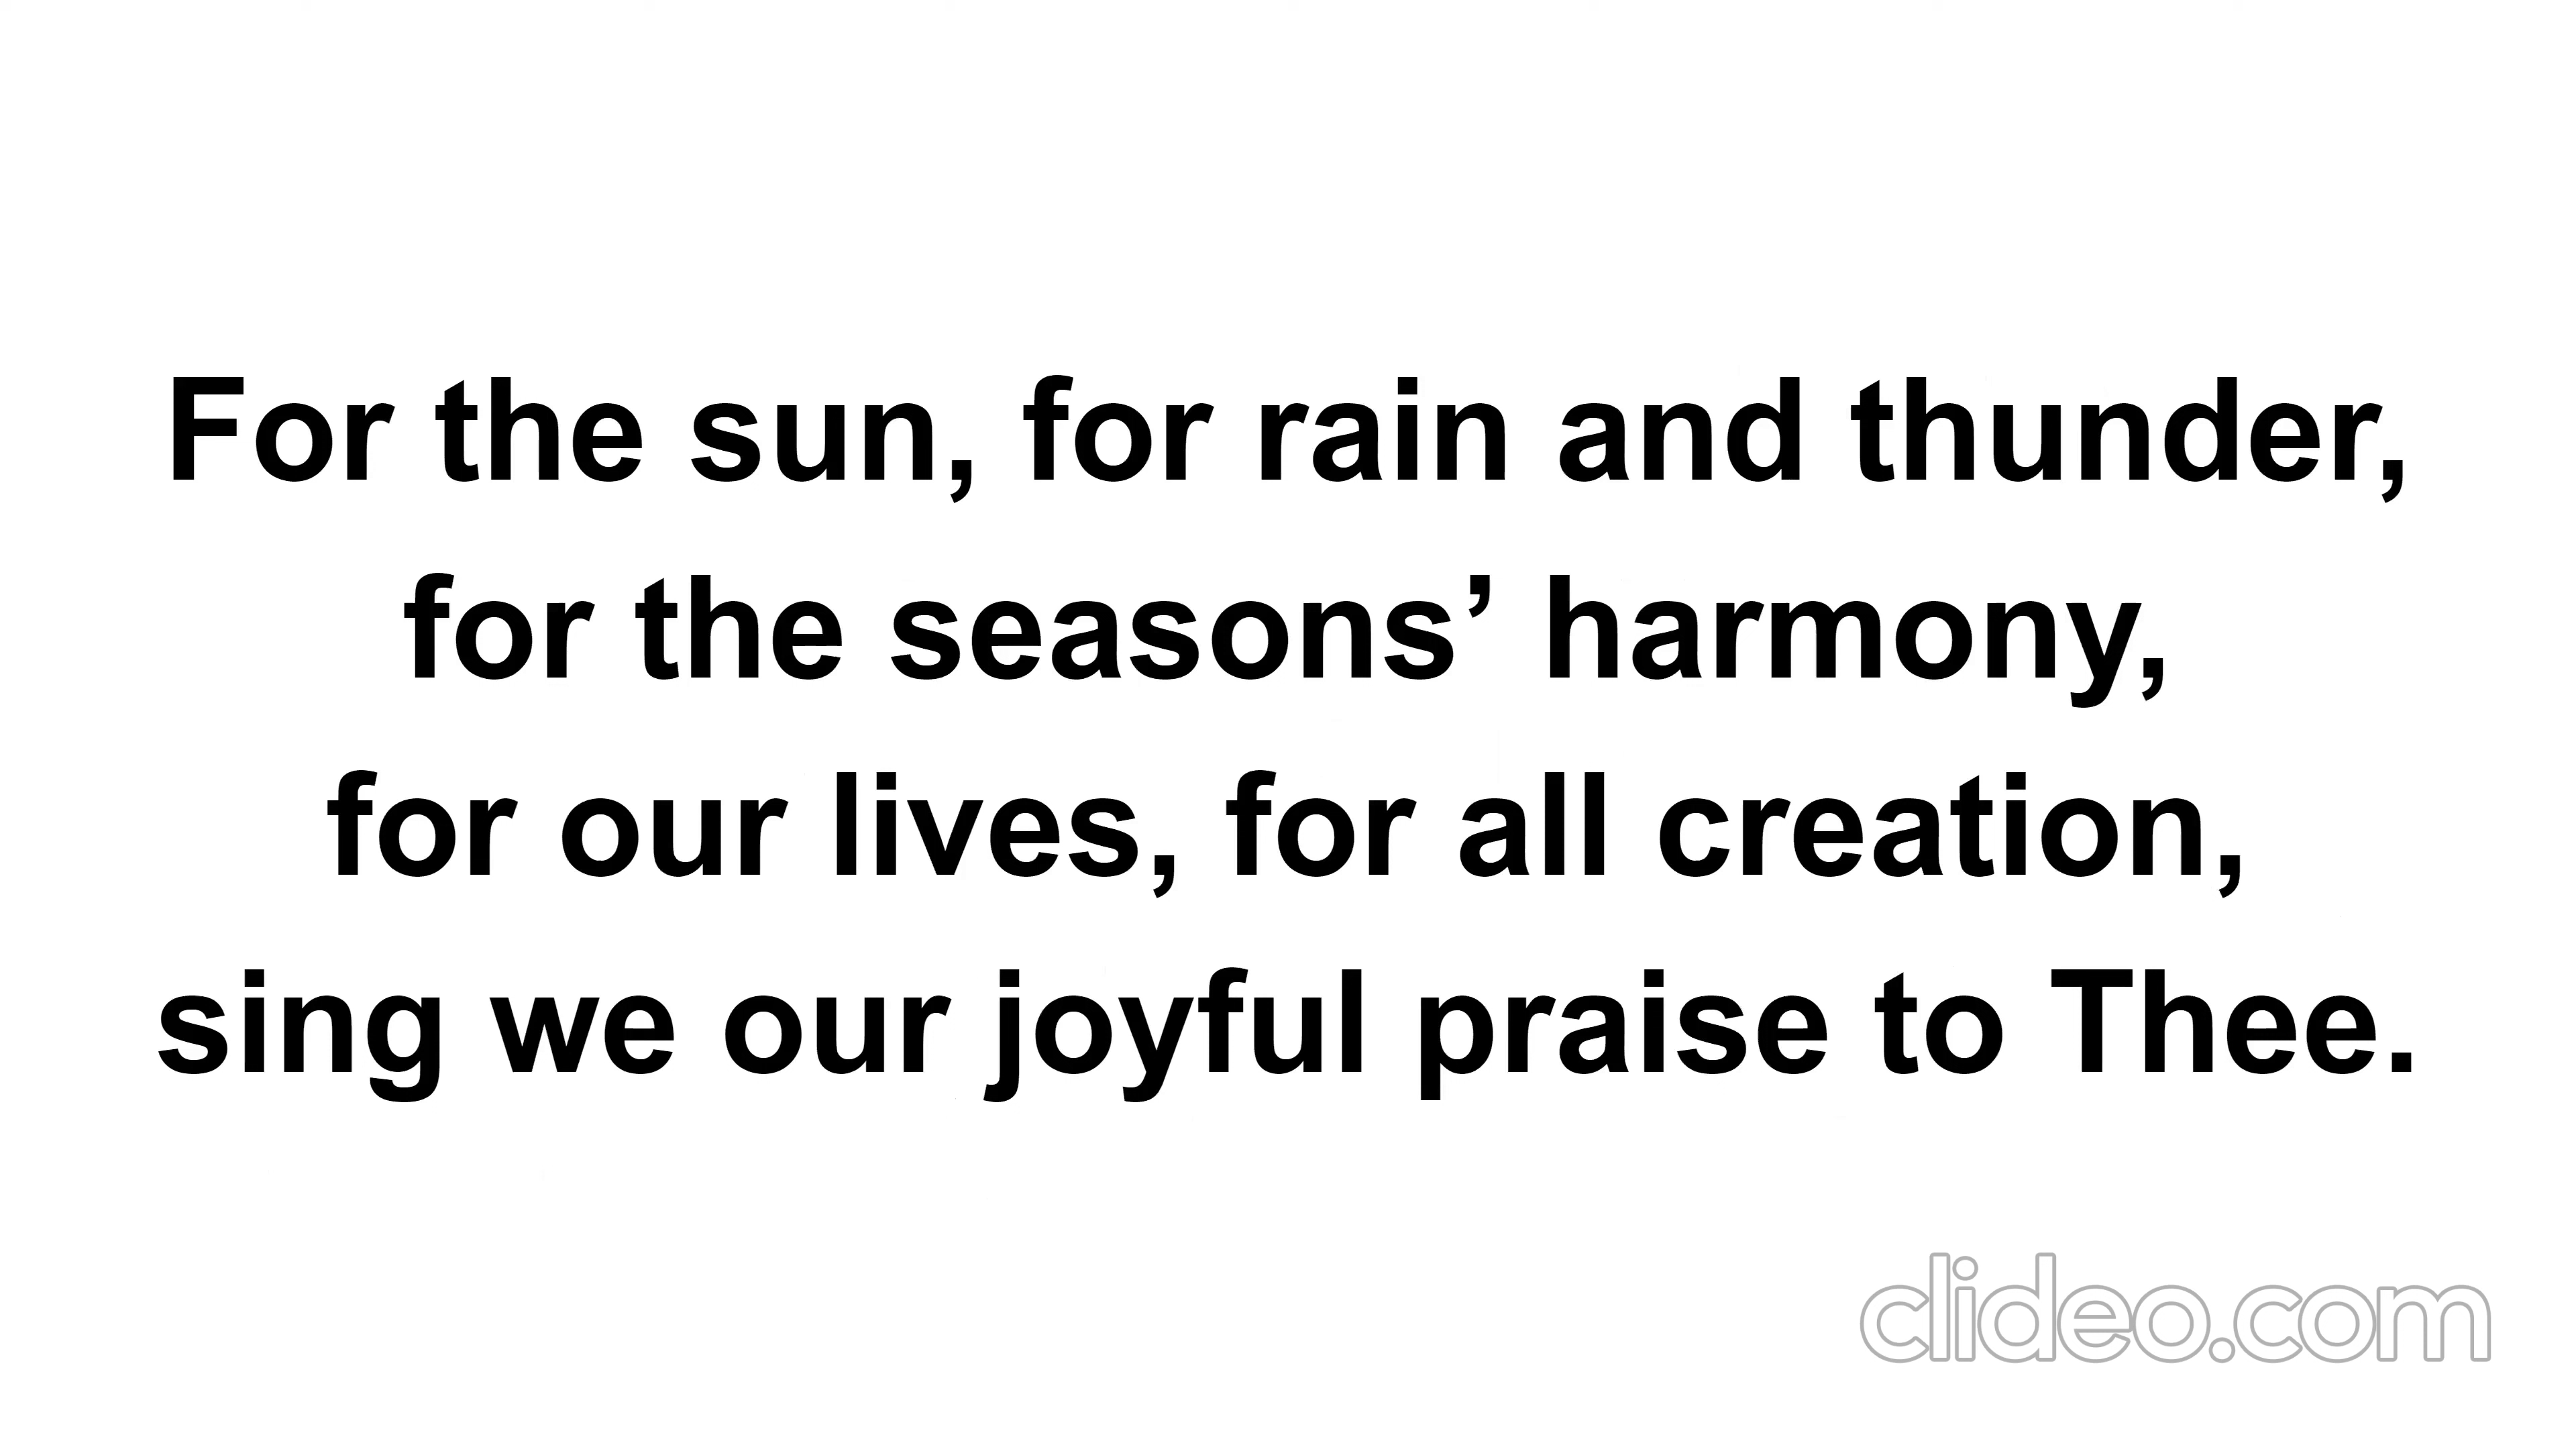 For the sun, for rain and thunder,
for the seasons’ harmony,
for our lives, for all creation,
sing we our joyful praise to Thee.
clideo.com